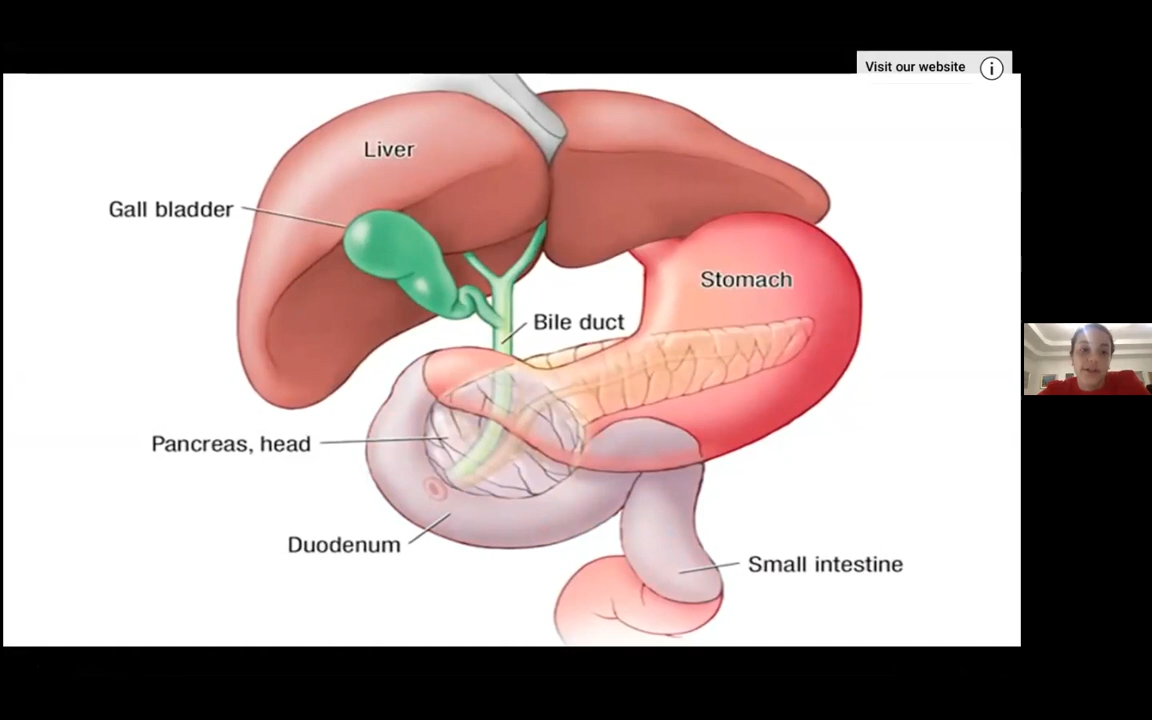 Visit our website
Liver
Gall bladder
Stomach
Bile duct
Pancreas, head
Duodenum
Small intestine